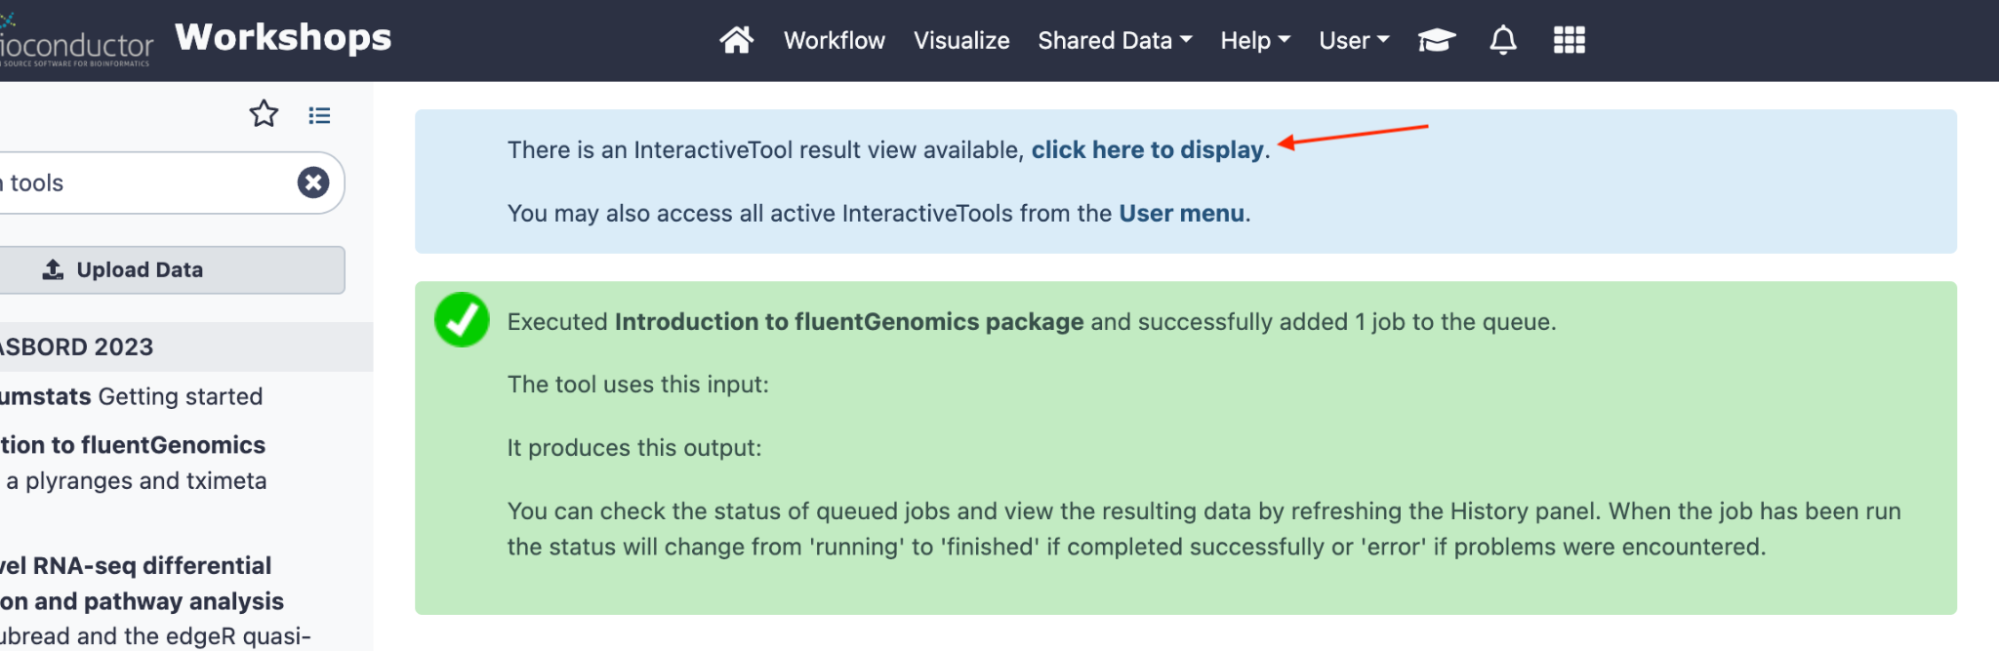 ioconductor
SOURCE SOFTWARE FOR BIOINFORMATICS
Workshops
Workflow Visualize Shared Data Help User
tools
Upload Data
ASBORD 2023
umstats Getting started
tion to fluentGenomics
a plyranges and tximeta
vel RNA-seq differential
on and pathway analysis
ubread and the edgeR quasi-
There is an InteractiveTool result view available, click here to display.
You may also access all active InteractiveTools from the User menu.
Executed Introduction to fluentGenomics package and successfully added 1 job to the queue.
The tool uses this input:
It produces this output:
You can check the status of queued jobs and view the resulting data by refreshing the History panel. When the job has been run
the status will change from 'running' to 'finished' if completed successfully or 'error' if problems were encountered.